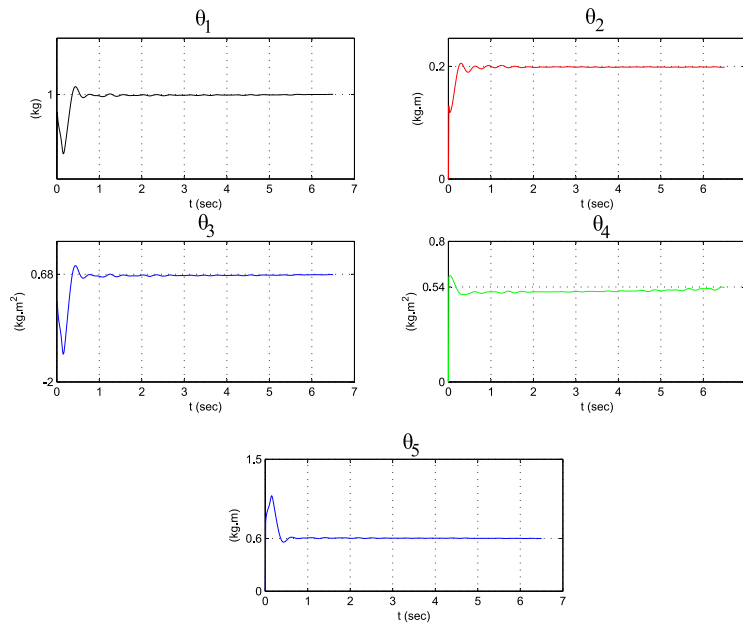 θ1
(kg)
1
0 1 2 3 4 5 6 7
t (sec)
θ2
(kg.m)
0.2
0
0 1 2 3 4 5 6
t (sec)
θ3
(kg.m²)
0.68
-2
0 1 2 3 4 5 6 7
t (sec)
θ4
(kg.m²)
0.8
0.54
0
0 1 2 3 4 5 6
t (sec)
θ5
(kg.m)
1.5
0.6
0
0 1 2 3 4 5 6 7
t (sec)